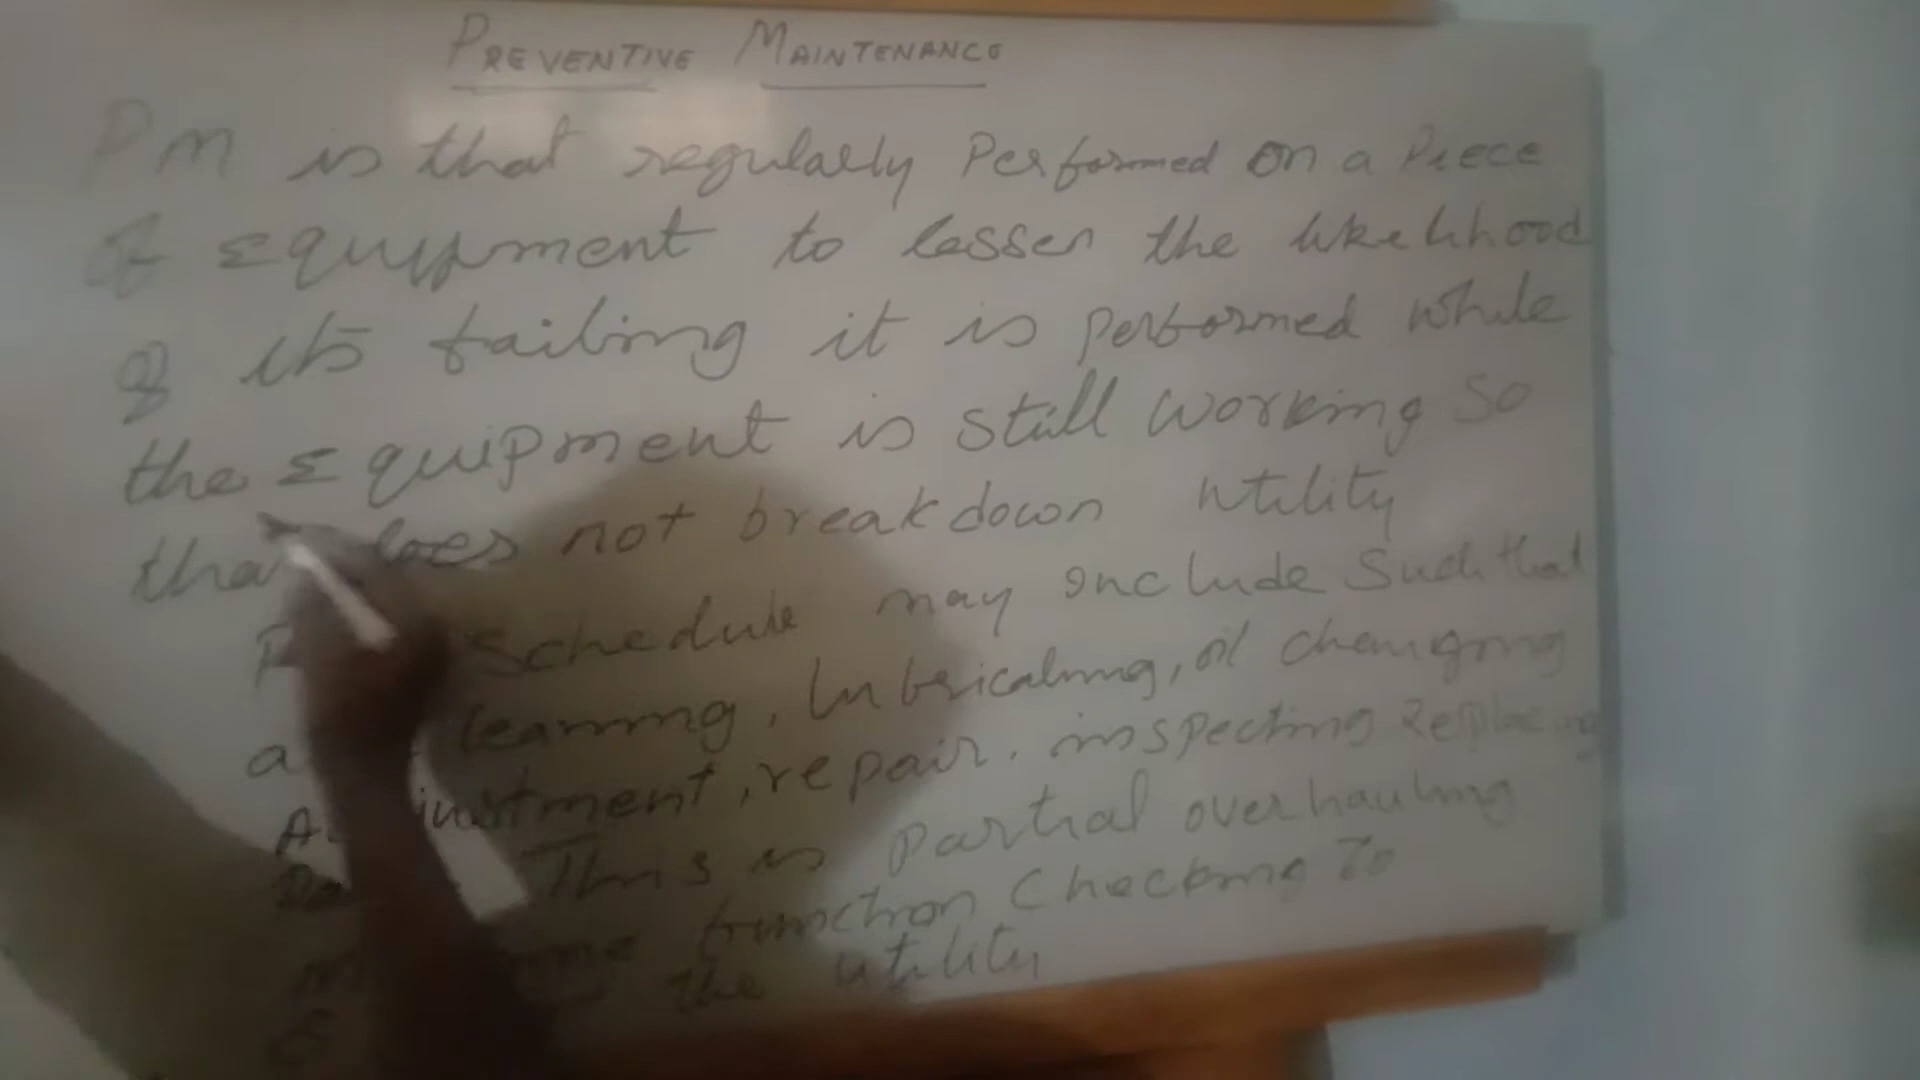 PREVENTIVE MAINTENANCE
PM is that regularly Performed on a Piece
of Equipment to lessen the likelihood
of its failing it is performed while
the Equipment is still working So
that does not breakdown utility
Schedule may include such that
cleaning, lubricating, oil changing
repair. inspecting Replacing
This is partial overhauling
function Checking To
the utility